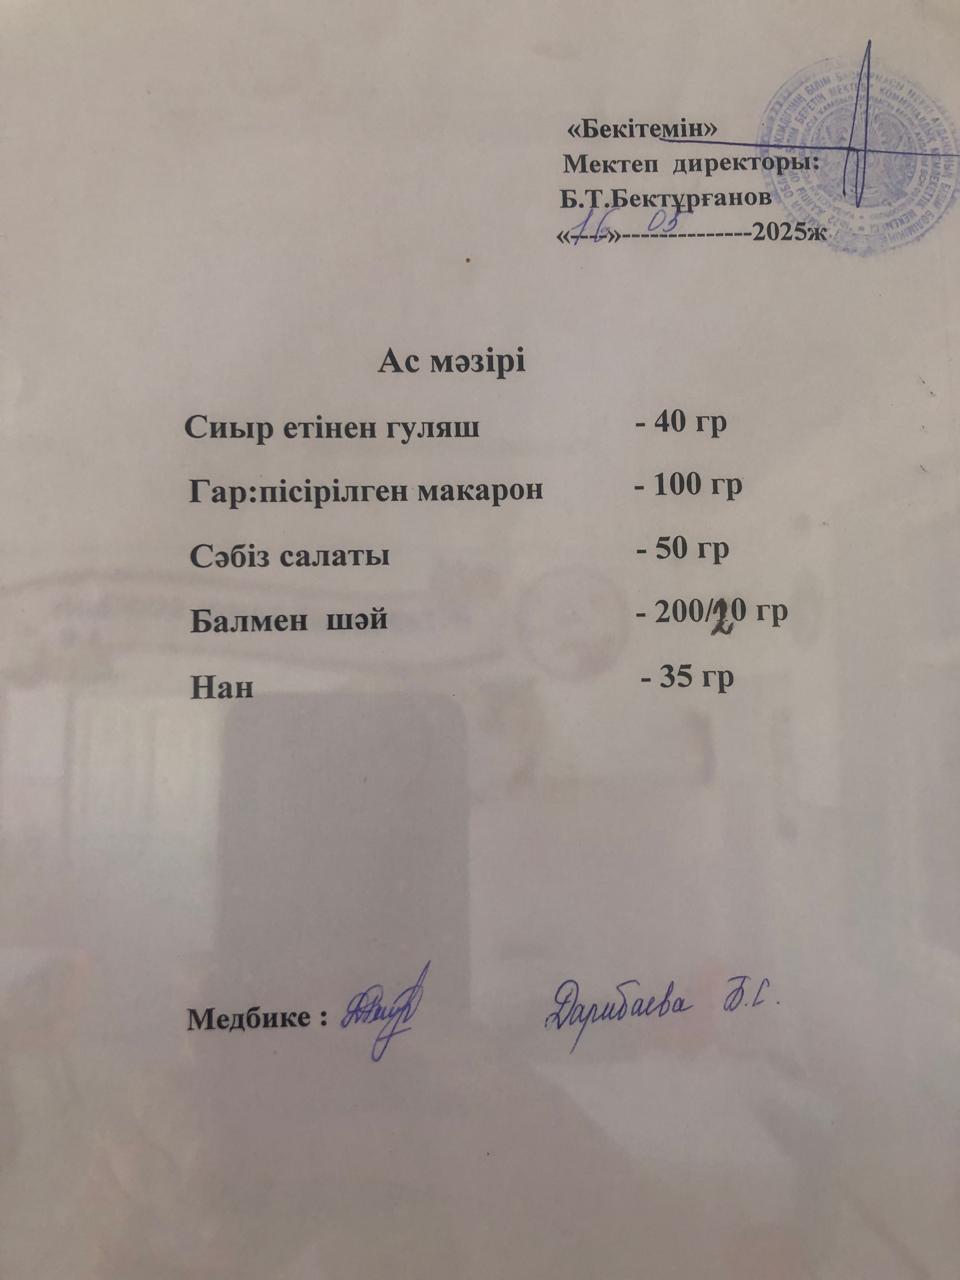 «Бекітемін»
Мектеп директоры:
Б.Т.Бектұрғанов
«16» 05 2025ж
Ас мәзірі
Сиыр етінен гуляш - 40 гр
Гар:пісірілген макарон - 100 гр
Сәбіз салаты - 50 гр
Балмен шәй - 200/20 гр
Нан - 35 гр
Медбике : Дарибаева Б.С.